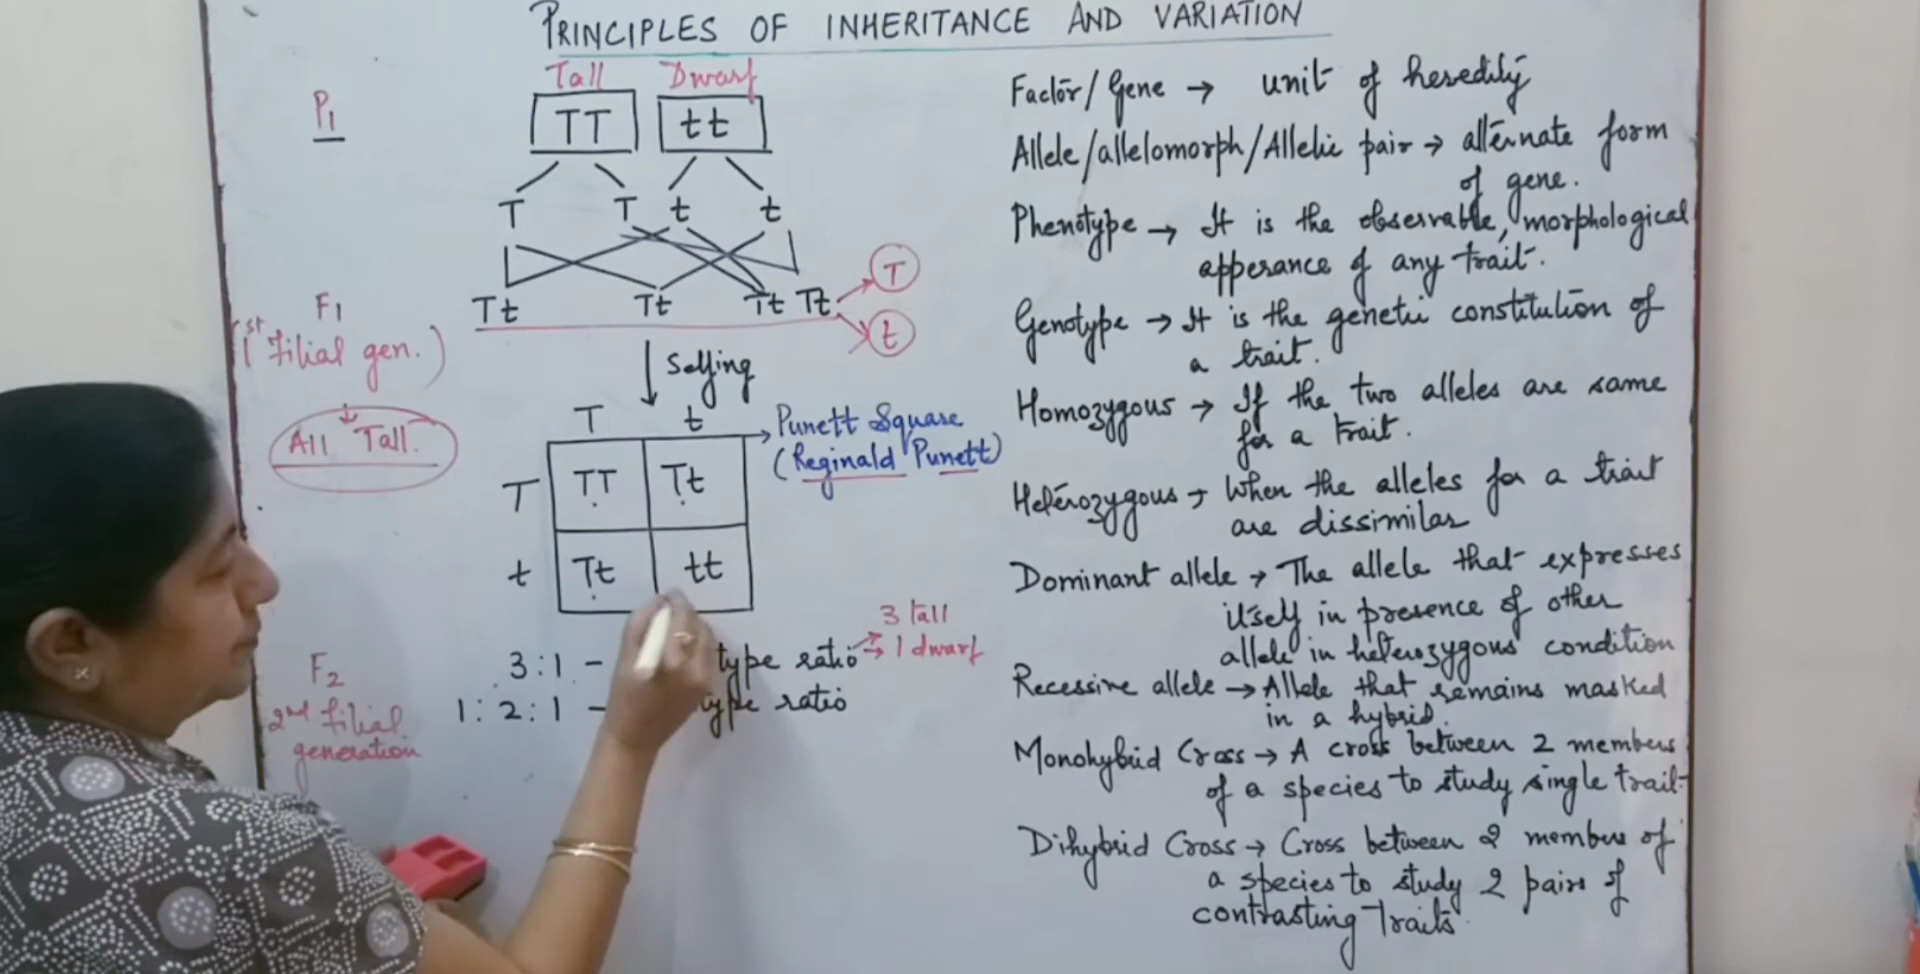 PRINCIPLES OF INHERITANCE AND VARIATION
Tall Dwarf
P1
TT tt
T T t t
Tt Tt Tt Tt
T
t
F1
(1st filial gen.)
All Tall.
Selfing
T t
Punett Square
(Reginald Punett)
T TT Tt
t Tt tt
3 tall
1 dwarf
3:1 - type ratio
1:2:1 - type ratio
F2
2nd filial
generation
Factor/Gene → unit of heredity
Allele/allelomorph/Allelic pair → alternate form
of gene.
Phenotype → It is the observable, morphological
apperance of any trait.
Genotype → It is the genetic constitution of
a trait.
Homozygous → If the two alleles are same
for a trait.
Heterozygous → When the alleles for a trait
are dissimilar
Dominant allele → The allele that expresses
itself in presence of other
allele in heterozygous condition
Recessive allele → Allele that remains masked
in a hybrid.
Monohybrid Cross → A cross between 2 members
of a species to study single trait.
Dihybrid Cross → Cross between 2 members of
a species to study 2 pairs of
contrasting Traits.